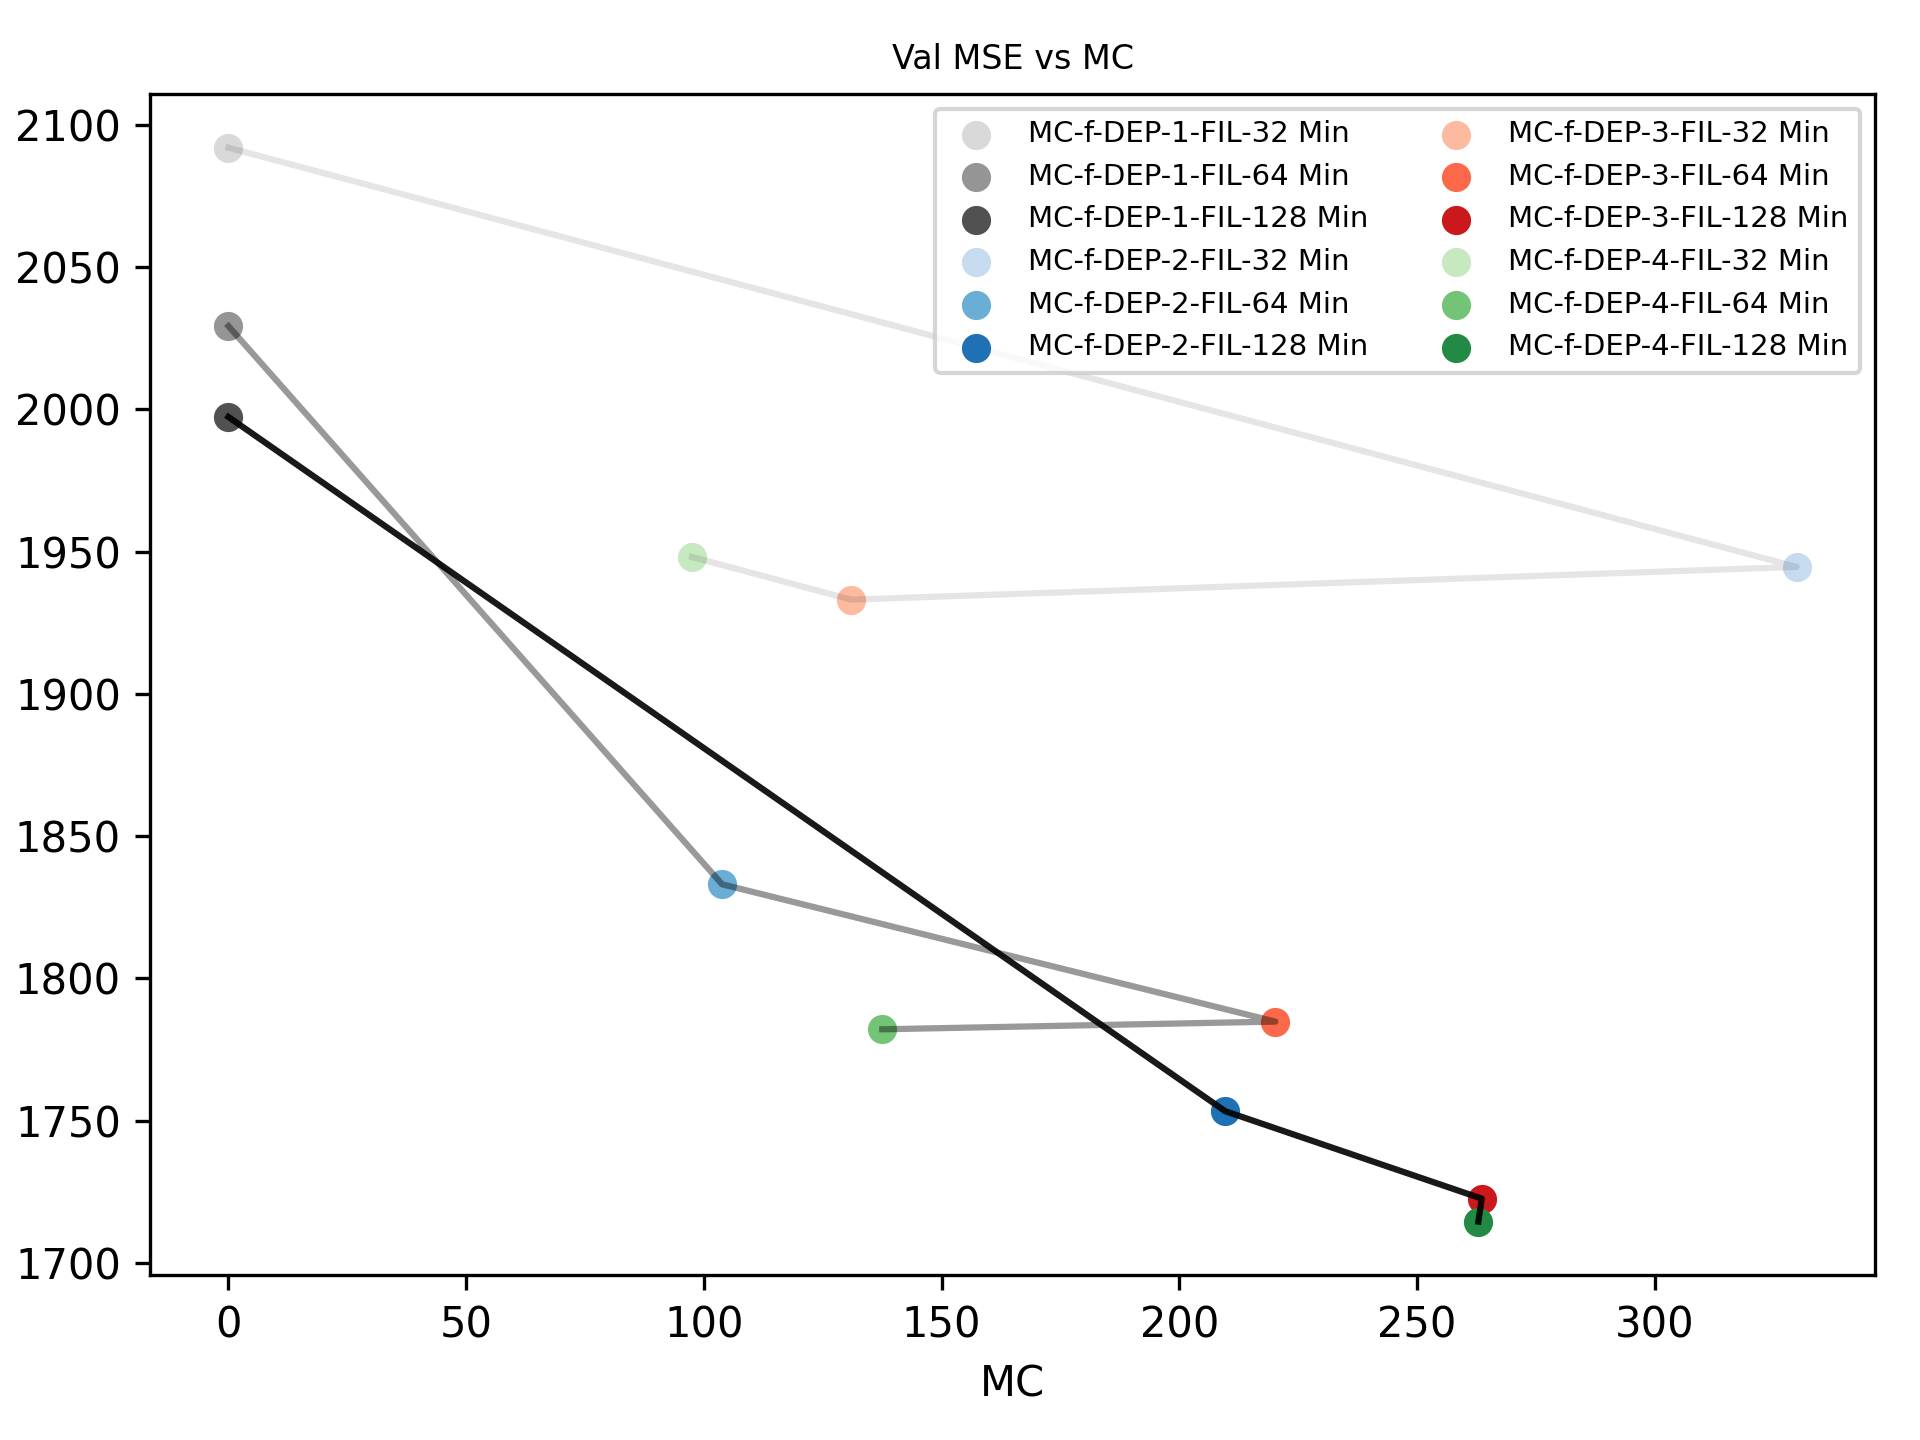 Val MSE vs MC
2100
2050
2000
1950
1900
1850
1800
1750
1700
MC-f-DEP-1-FIL-32 Min
MC-f-DEP-1-FIL-64 Min
MC-f-DEP-1-FIL-128 Min
MC-f-DEP-2-FIL-32 Min
MC-f-DEP-2-FIL-64 Min
MC-f-DEP-2-FIL-128 Min
MC-f-DEP-3-FIL-32 Min
MC-f-DEP-3-FIL-64 Min
MC-f-DEP-3-FIL-128 Min
MC-f-DEP-4-FIL-32 Min
MC-f-DEP-4-FIL-64 Min
MC-f-DEP-4-FIL-128 Min
0 50 100 150 200 250 300
MC